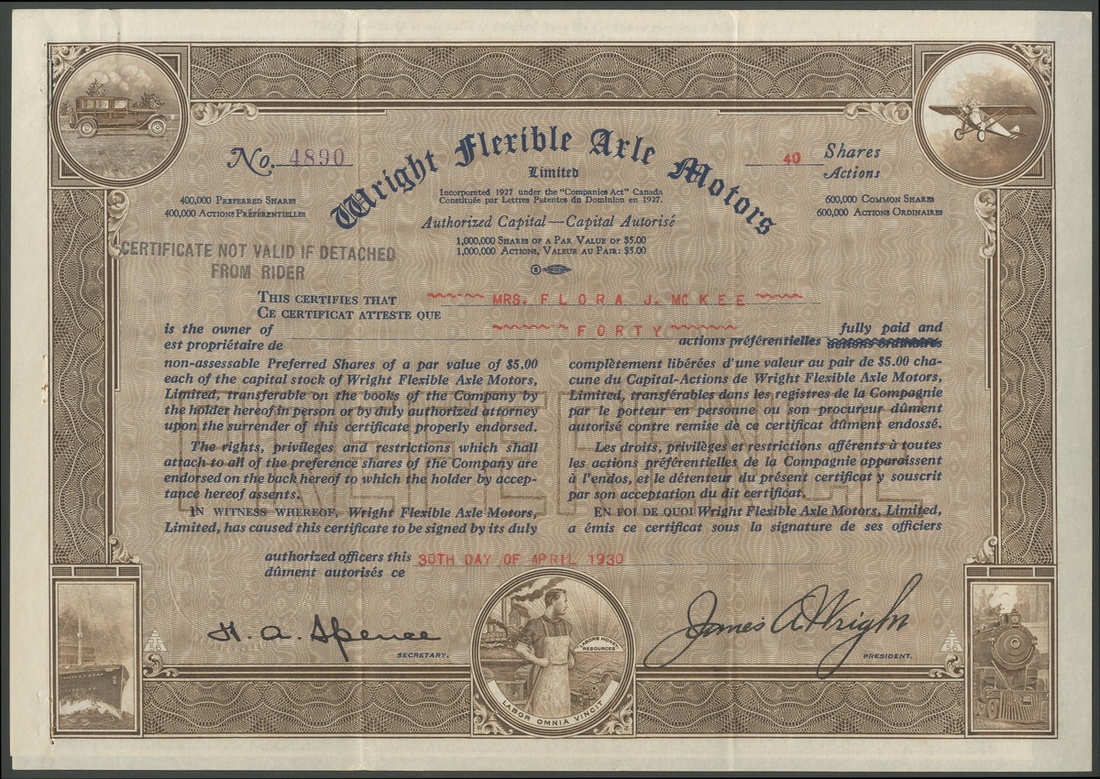 No. 4890
Wright Flexible Axle Motors
Limited
40 Shares
Actions
Incorporated 1927 under the "Companies Act" Canada
Constituée par Lettres Patentes du Dominion en 1927.
400,000 Preferred Shares
400,000 Actions Préférentielles
600,000 Common Shares
600,000 Actions Ordinaires
Authorized Capital—Capital Autorisé
1,000,000 Shares of a Par Value of $5.00
1,000,000 Actions, Valeur au Pair: $5.00
CERTIFICATE NOT VALID IF DETACHED
FROM RIDER
This certifies that
Ce certificat atteste que
MRS. FLORA J. MCKEE
is the owner of
est propriétaire de
FORTY
fully paid and
actions préférentielles actions ordinaires
non-assessable Preferred Shares of a par value of $5.00
each of the capital stock of Wright Flexible Axle Motors,
Limited, transferable on the books of the Company by
the holder hereof in person or by duly authorized attorney
upon the surrender of this certificate properly endorsed.
The rights, privileges and restrictions which shall
attach to all of the preference shares of the Company are
endorsed on the back hereof to which the holder by accep-
tance hereof assents.
In witness whereof, Wright Flexible Axle Motors,
Limited, has caused this certificate to be signed by its duly
complètement libérées d'une valeur au pair de $5.00 cha-
cune du Capital-Actions de Wright Flexible Axle Motors,
Limited, transférables dans les registres de la Compagnie
par le porteur en personne ou son procureur dûment
autorisé contre remise de ce certificat dûment endossé.
Les droits, privilèges et restrictions afférents à toutes
les actions préférentielles de la Compagnie apparaissent
à l'endos, et le détenteur du présent certificat y souscrit
par son acceptation du dit certificat.
En foi de quoi Wright Flexible Axle Motors, Limited,
a émis ce certificat sous la signature de ses officiers
PREFERENCE
authorized officers this
dûment autorisés ce
30TH DAY OF APRIL 1930
H. A. Spence
SECRETARY.
James A Wright
PRESIDENT.
56
56
LABOR OMNIA VINCIT